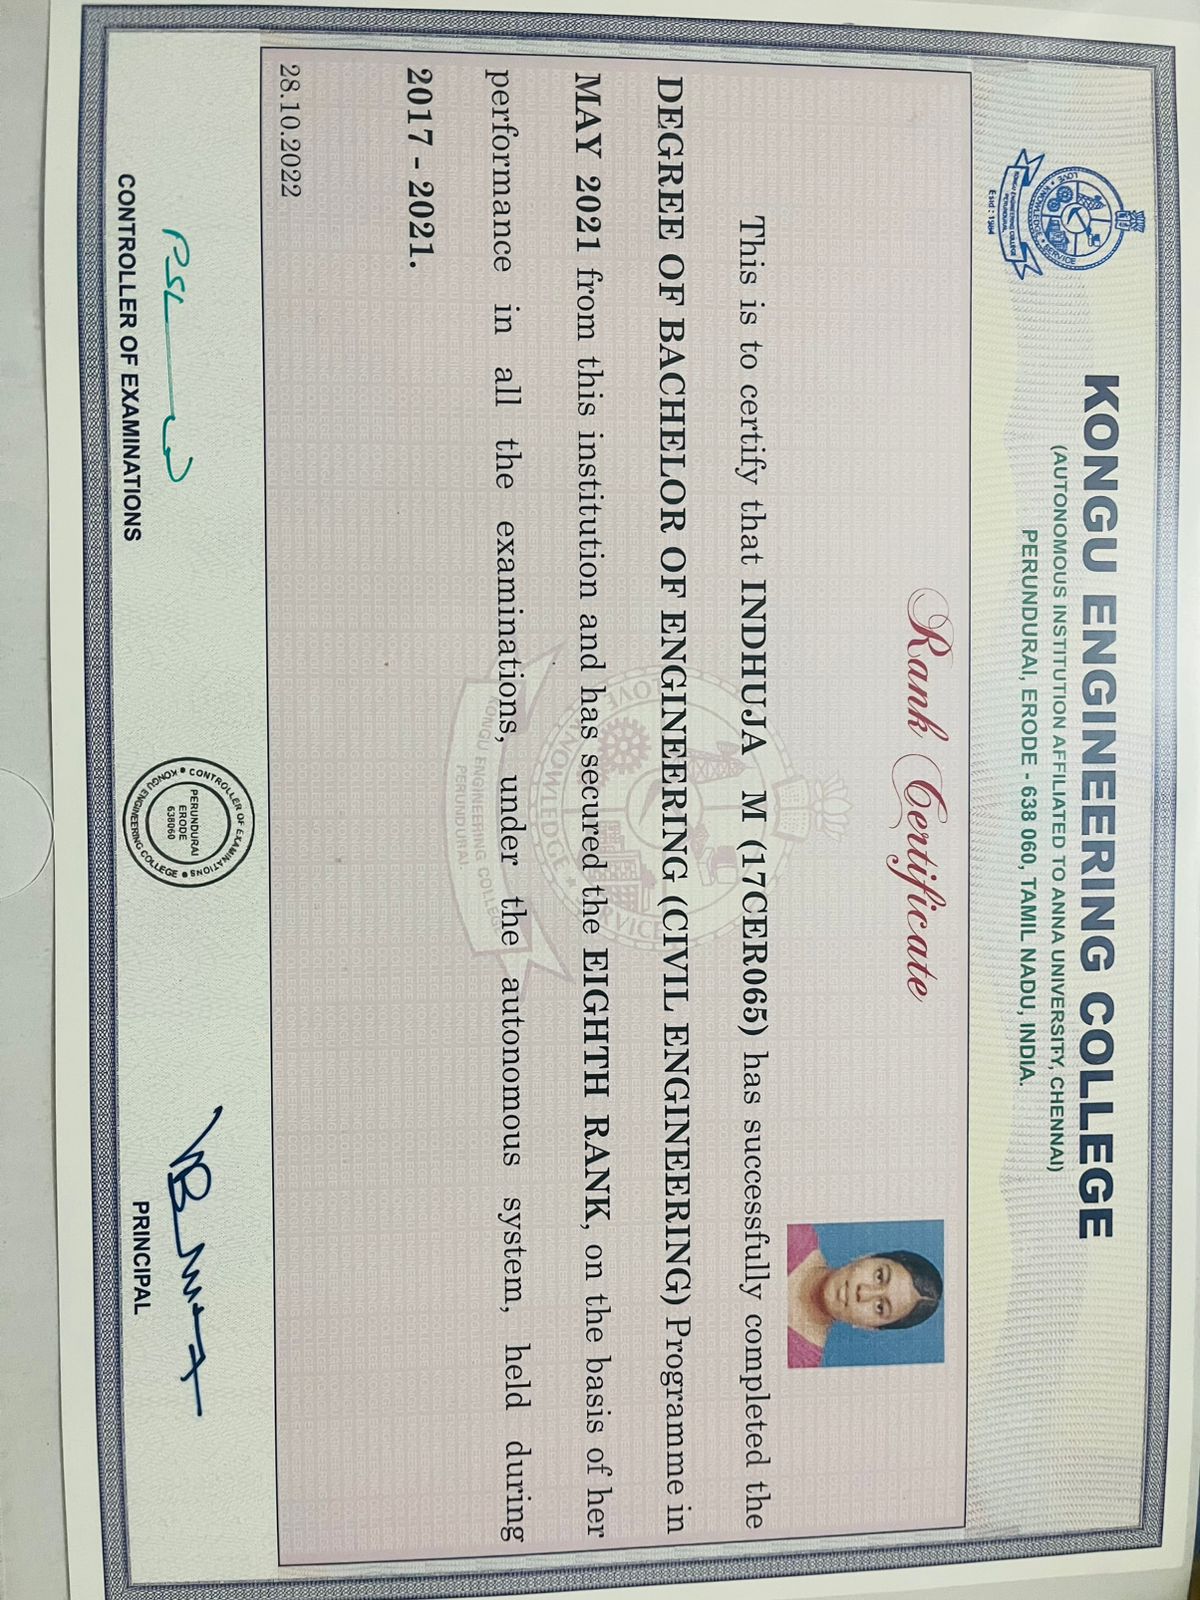 KONGU ENGINEERING COLLEGE
(AUTONOMOUS INSTITUTION AFFILIATED TO ANNA UNIVERSITY, CHENNAI)
PERUNDURAI, ERODE - 638 060, TAMIL NADU, INDIA.
LOVE • KNOWLEDGE • SERVICE
KONGU ENGINEERING COLLEGE
PERUNDURAI.
Estd : 1984
Rank Certificate
This is to certify that INDHUJA M (17CER065) has successfully completed the
DEGREE OF BACHELOR OF ENGINEERING (CIVIL ENGINEERING) Programme in
MAY 2021 from this institution and has secured the EIGHTH RANK, on the basis of her
performance in all the examinations, under the autonomous system, held during
2017 - 2021.
KONGU ENGINEERING COLLEGE
PERUNDURAI.
28.10.2022
CONTROLLER OF EXAMINATIONS
CONTROLLER OF EXAMINATIONS
KONGU ENGINEERING COLLEGE
PERUNDURAI
ERODE
638060
PRINCIPAL